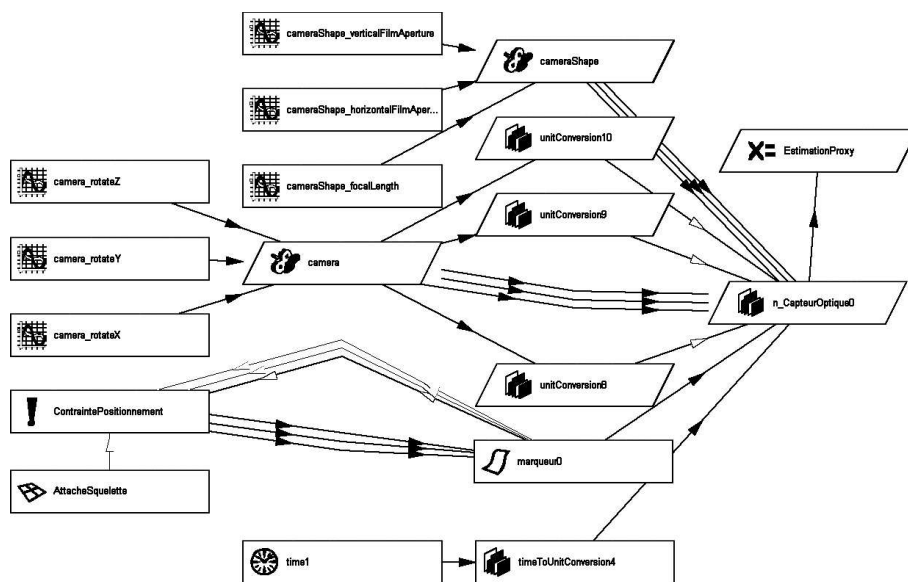 cameraShape_verticalFilmAperture
cameraShape
cameraShape_horizontalFilmAper...
unitConversion10
EstimationProxy
camera_rotateZ
cameraShape_focalLength
unitConversion9
camera_rotateY
camera
n_CapteurOptique0
camera_rotateX
unitConversion8
ContraintePositionnement
marqueur0
AttacheSquelette
time1
timeToUnitConversion4